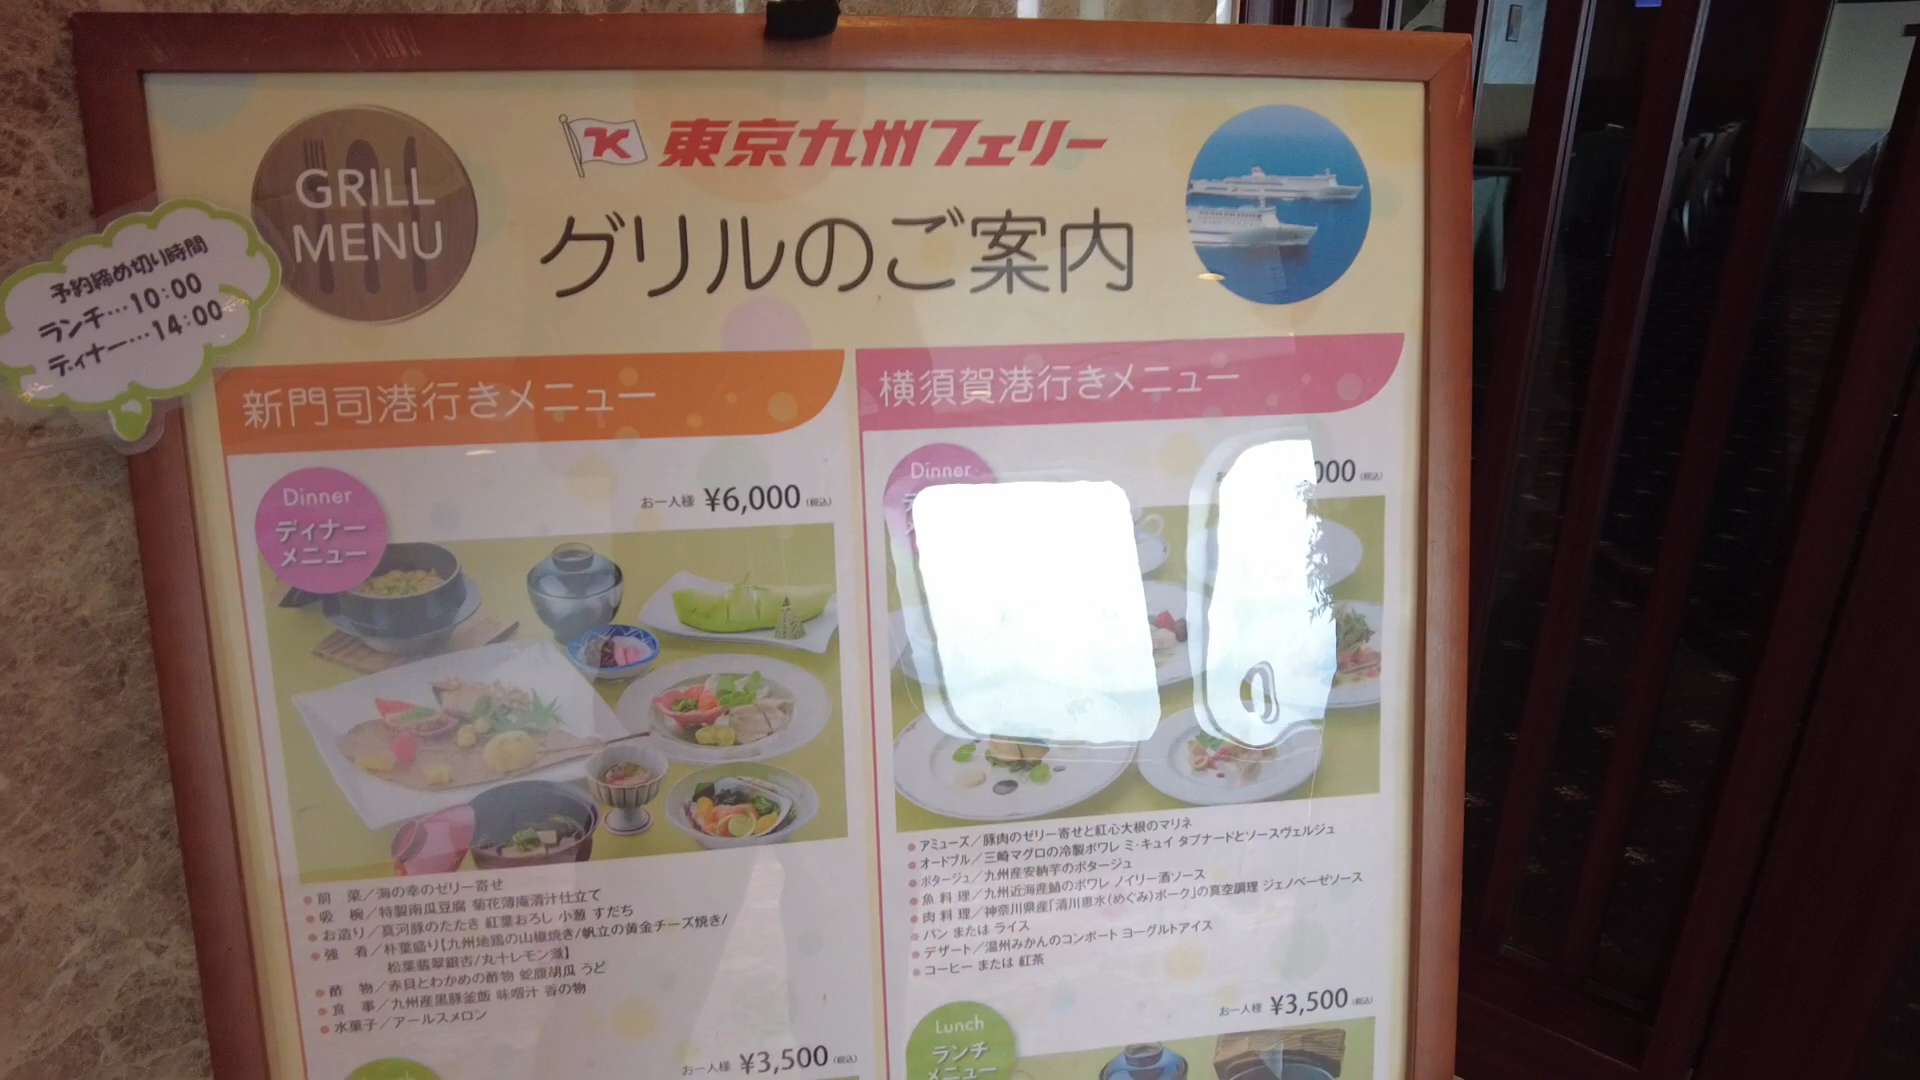 GRILL
MENU
K 東京九州フェリー
グリルのご案内
予約締め切り時間
ランチ…10:00
ディナー…14:00
新門司港行きメニュー
Dinner
ディナー
メニュー
お一人様 ¥6,000 (税込)
前 菜／海の幸のゼリー寄せ
吸 椀／特製南瓜豆腐 菊花薄庵清汁仕立て
お造り／真河豚のたたき 紅葉おろし 小葱 すだち
強 肴／朴葉盛り【九州地鶏の山椒焼き/帆立の黄金チーズ焼き/
松葉翡翠銀杏/丸十レモン漬】
酢 物／赤貝とわかめの酢物 蛇腹胡瓜 うど
食 事／九州産黒豚釜飯 味噌汁 香の物
水菓子／アールスメロン
お一人様 ¥3,500 (税込)
横須賀港行きメニュー
Dinner
000 (税込)
アミューズ／豚肉のゼリー寄せと紅心大根のマリネ
オードブル／三崎マグロの冷製ポワレ ミ・キュイ タプナードとソースヴェルジュ
ポタージュ／九州産安納芋のポタージュ
魚 料 理／九州近海産鯖のポワレ ノイリー酒ソース
肉 料 理／神奈川県産「清川恵水(めぐみ)ポーク」の真空調理 ジェノベーゼソース
パン または ライス
デザート／温州みかんのコンポート ヨーグルトアイス
コーヒー または 紅茶
お一人様 ¥3,500 (税込)
Lunch
ランチ
メニュー